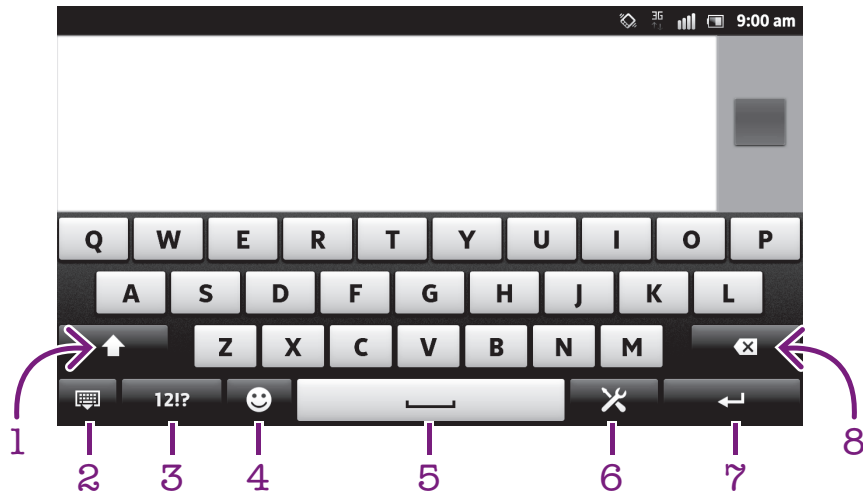 3G 9:00 am
Q W E R T Y U I O P
A S D F G H J K L
Z X C V B N M
12!?
1 2 3 4 5 6 7 8